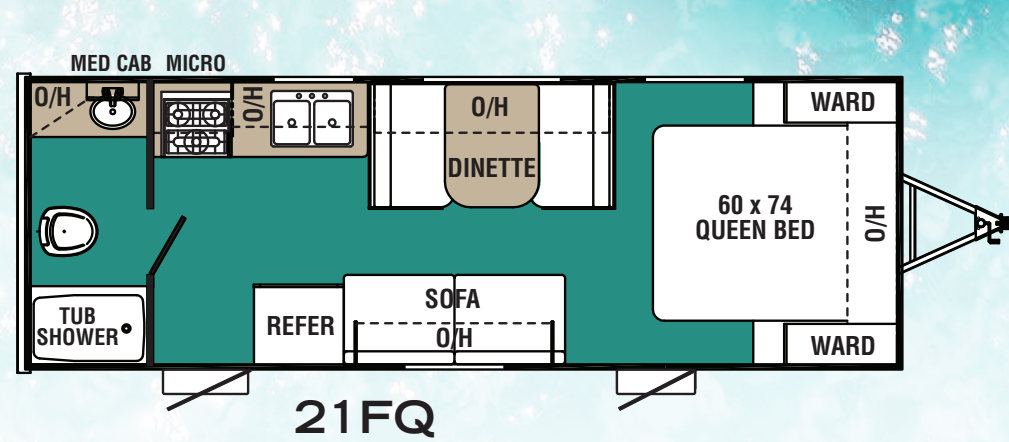 MED CAB MICRO
O/H
O/H
O/H
DINETTE
WARD
60 x 74
QUEEN BED
O/H
TUB
SHOWER
REFER
SOFA
O/H
WARD
21FQ